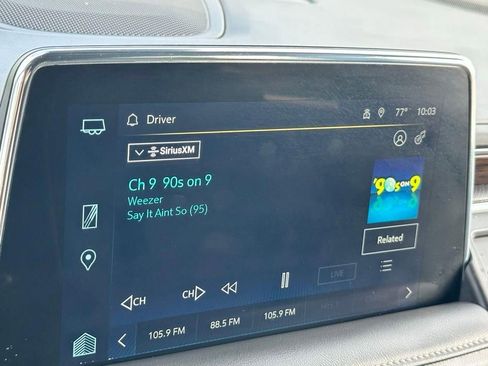 Driver 77° 10:03
SiriusXM
Ch 9 90s on 9
Weezer
Say It Aint So (95)
'90s ON 9
Related
CH CH LIVE
105.9 FM 88.5 FM 105.9 FM